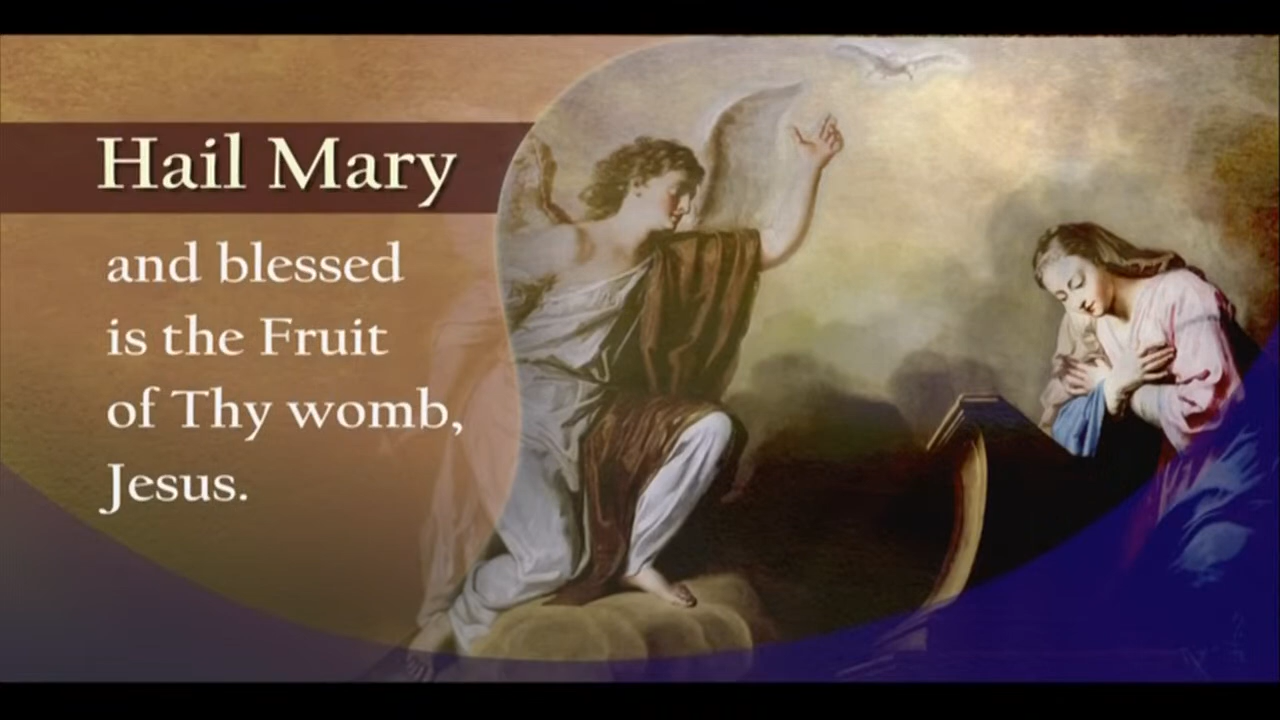 Hail Mary
and blessed
is the Fruit
of Thy womb,
Jesus.